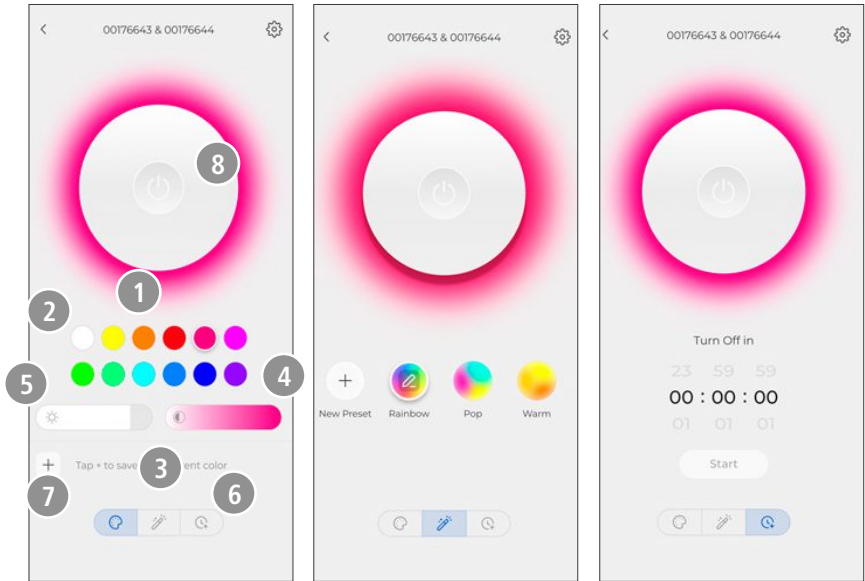 00176643 & 00176644
8
1
2
5
4
Tap + to save
3
ent color
7
6
00176643 & 00176644
New Preset
Rainbow
Pop
Warm
00176643 & 00176644
Turn Off in
23 59 59
00 : 00 : 00
01 01 01
Start